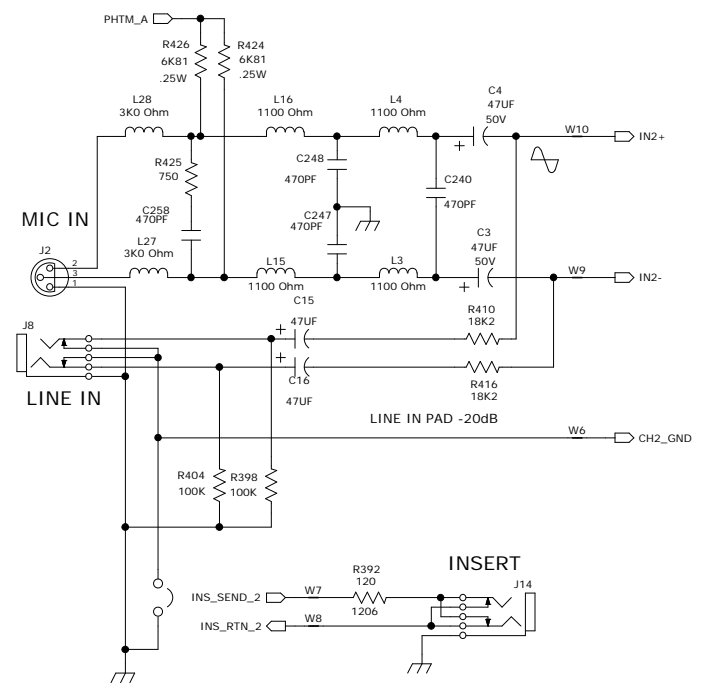 PHTM_A
R426
6K81
.25W
R424
6K81
.25W
L28
3K0 Ohm
L16
1100 Ohm
L4
1100 Ohm
C4
47UF
50V
W10
IN2+
+
R425
750
C248
470PF
C240
470PF
C258
470PF
C247
470PF
MIC IN
J2
2
3
1
L27
3K0 Ohm
L15
1100 Ohm
L3
1100 Ohm
C3
47UF
50V
+
W9
IN2-
J8
C15
47UF
+
R410
18K2
+
C16
47UF
R416
18K2
LINE IN
LINE IN PAD -20dB
W6
CH2_GND
R404
100K
R398
100K
INSERT
R392
120
1206
J14
INS_SEND_2
W7
INS_RTN_2
W8